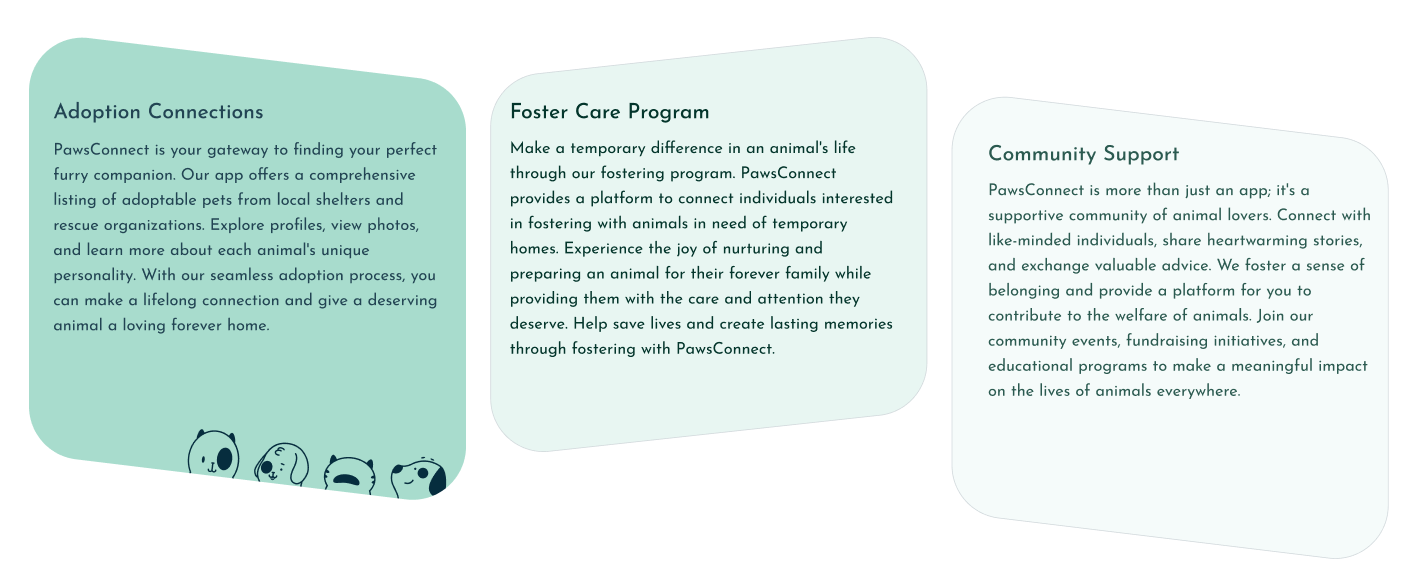 Adoption Connections
PawsConnect is your gateway to finding your perfect
furry companion. Our app offers a comprehensive
listing of adoptable pets from local shelters and
rescue organizations. Explore profiles, view photos,
and learn more about each animal's unique
personality. With our seamless adoption process, you
can make a lifelong connection and give a deserving
animal a loving forever home.
Foster Care Program
Make a temporary difference in an animal's life
through our fostering program. PawsConnect
provides a platform to connect individuals interested
in fostering with animals in need of temporary
homes. Experience the joy of nurturing and
preparing an animal for their forever family while
providing them with the care and attention they
deserve. Help save lives and create lasting memories
through fostering with PawsConnect.
Community Support
PawsConnect is more than just an app; it's a
supportive community of animal lovers. Connect with
like-minded individuals, share heartwarming stories,
and exchange valuable advice. We foster a sense of
belonging and provide a platform for you to
contribute to the welfare of animals. Join our
community events, fundraising initiatives, and
educational programs to make a meaningful impact
on the lives of animals everywhere.